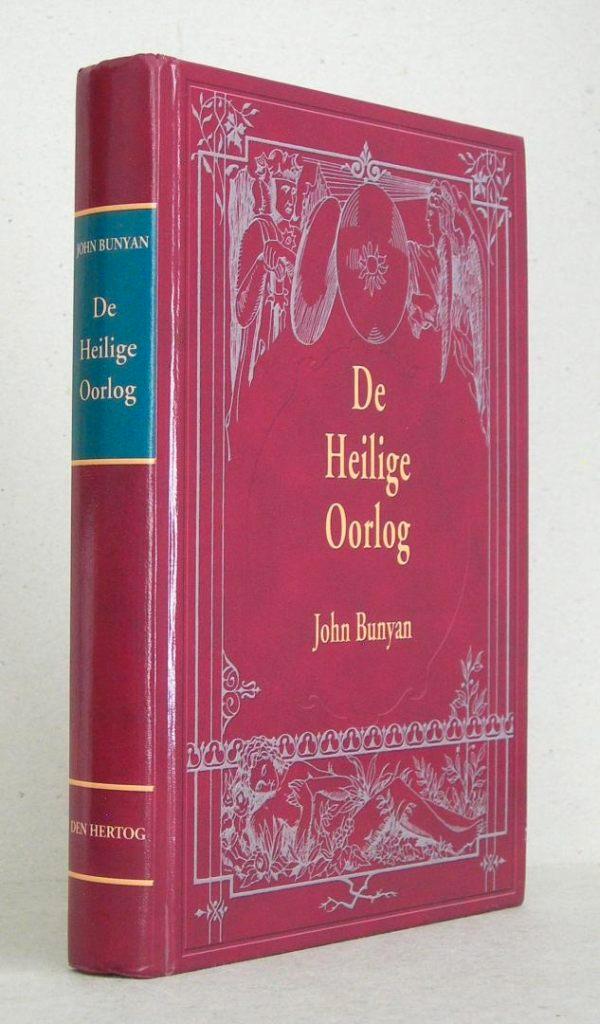 JOHN BUNYAN
De
Heilige
Oorlog
DEN HERTOG
De
Heilige
Oorlog
John Bunyan